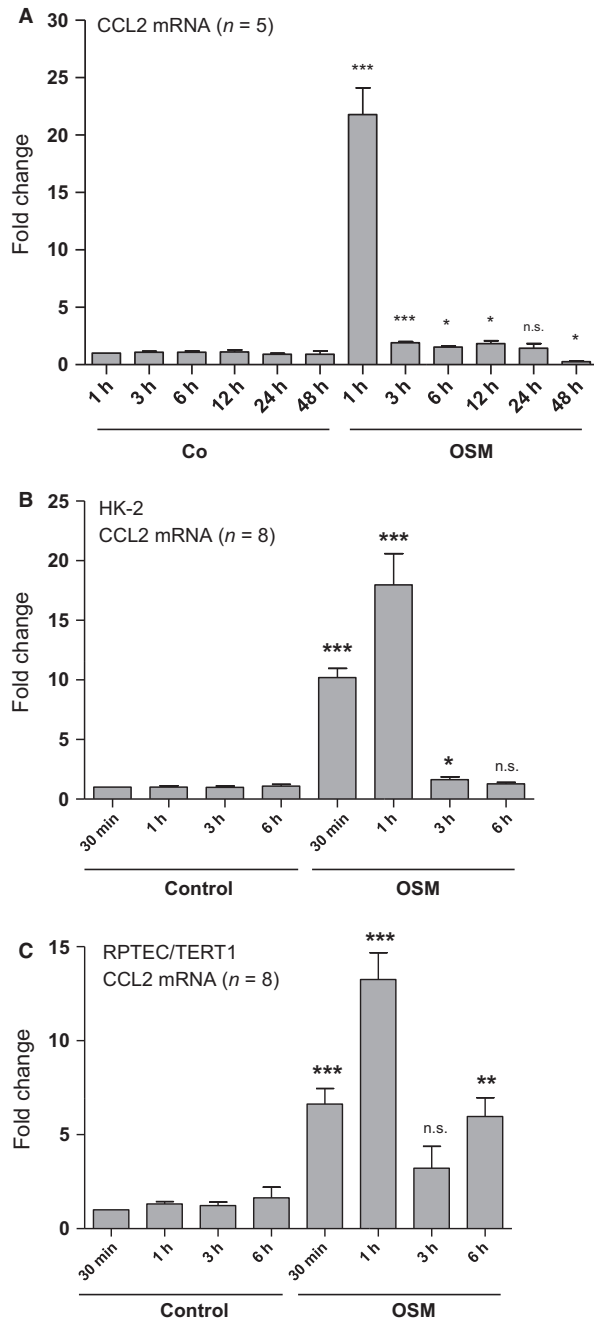 A
CCL2 mRNA (n = 5)
Fold change
30
25
20
15
10
5
0
***
***
*
*
n.s.
*
1 h 3 h 6 h 12 h 24 h 48 h 1 h 3 h 6 h 12 h 24 h 48 h
Co OSM
B
HK-2
CCL2 mRNA (n = 8)
Fold change
25
20
15
10
5
0
***
***
*
n.s.
30 min 1 h 3 h 6 h 30 min 1 h 3 h 6 h
Control OSM
C
RPTEC/TERT1
CCL2 mRNA (n = 8)
Fold change
15
10
5
0
***
***
n.s.
**
30 min 1 h 3 h 6 h 30 min 1 h 3 h 6 h
Control OSM